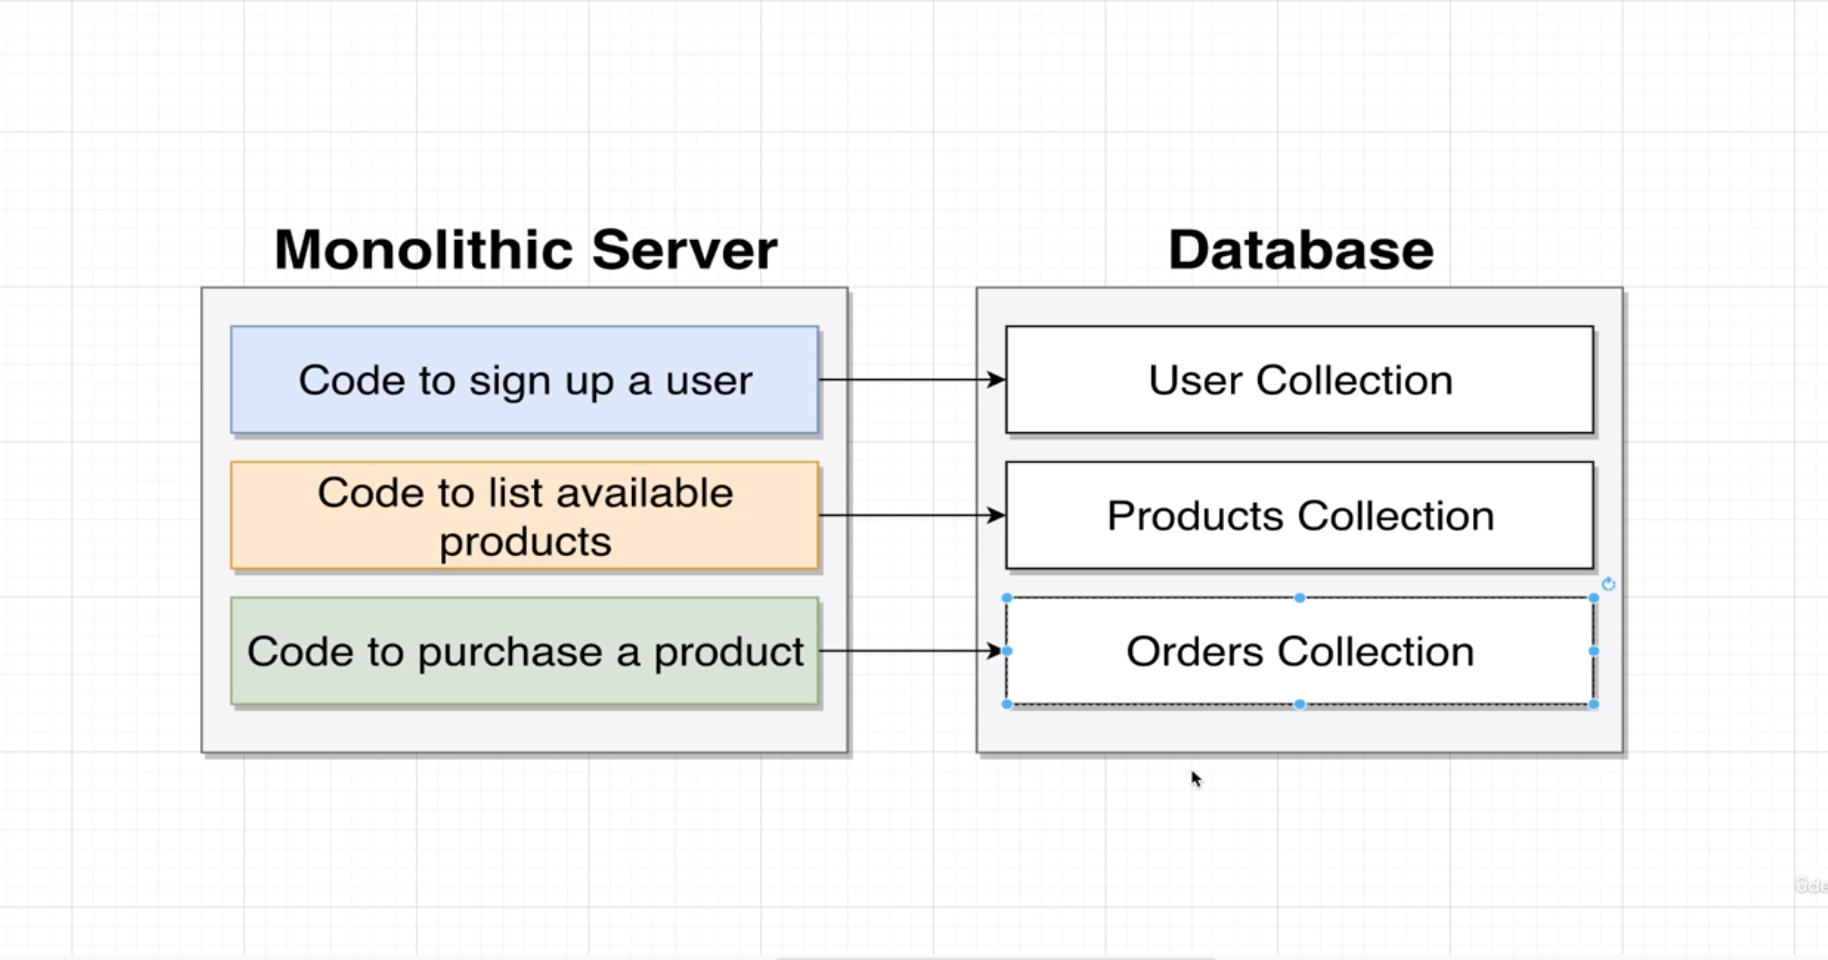 Monolithic Server
Database
Code to sign up a user
User Collection
Code to list available
products
Products Collection
Code to purchase a product
Orders Collection